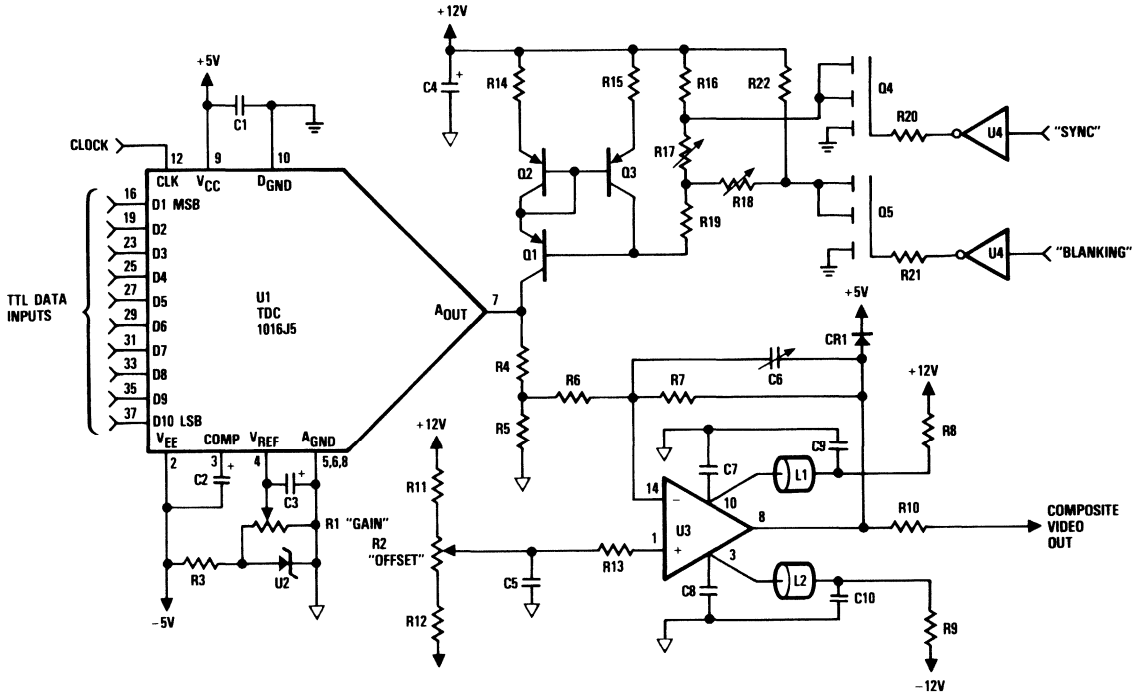 +12V
+5V
C4
+
R14
R15
R16
R22
Q4
R20
U4
"SYNC"
C1
CLOCK
12
9
10
CLK
VCC
DGND
Q2
Q3
R17
R18
R19
Q5
R21
U4
"BLANKING"
Q1
TTL DATA
INPUTS
16
D1 MSB
19
D2
23
D3
25
D4
27
D5
29
D6
31
D7
33
D8
35
D9
37
D10 LSB
U1
TDC
1016J5
AOUT
7
+5V
CR1
R4
C6
R6
R7
R5
+12V
R8
VEE
COMP
VREF
AGND
2
3
4
5,6,8
+
C2
C3
+
R1 "GAIN"
R3
U2
-5V
+12V
R11
R2
"OFFSET"
R12
C5
R13
C9
C7
L1
14
−
10
U3
8
1
+
3
R10
COMPOSITE
VIDEO
OUT
C8
L2
C10
R9
-12V